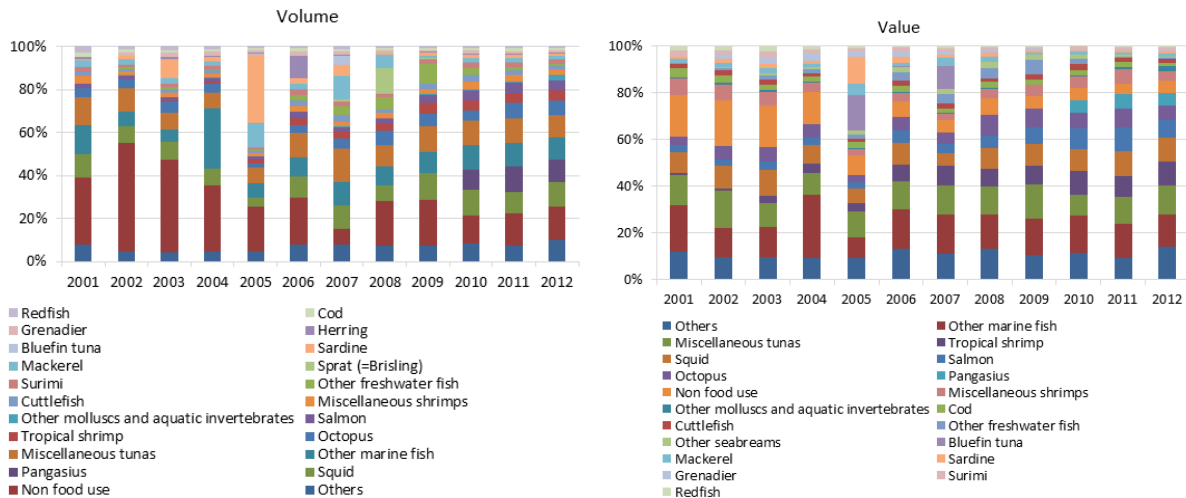 Volume
100%
80%
60%
40%
20%
0%
2001 2002 2003 2004 2005 2006 2007 2008 2009 2010 2011 2012
Redfish Cod
Grenadier Herring
Bluefin tuna Sardine
Mackerel Sprat (=Brisling)
Surimi Other freshwater fish
Cuttlefish Miscellaneous shrimps
Other molluscs and aquatic invertebrates Salmon
Tropical shrimp Octopus
Miscellaneous tunas Other marine fish
Pangasius Squid
Non food use Others
Value
100%
80%
60%
40%
20%
0%
2001 2002 2003 2004 2005 2006 2007 2008 2009 2010 2011 2012
Others Other marine fish
Miscellaneous tunas Tropical shrimp
Squid Salmon
Octopus Pangasius
Non food use Miscellaneous shrimps
Other molluscs and aquatic invertebrates Cod
Cuttlefish Other freshwater fish
Other seabreams Bluefin tuna
Mackerel Sardine
Grenadier Surimi
Redfish